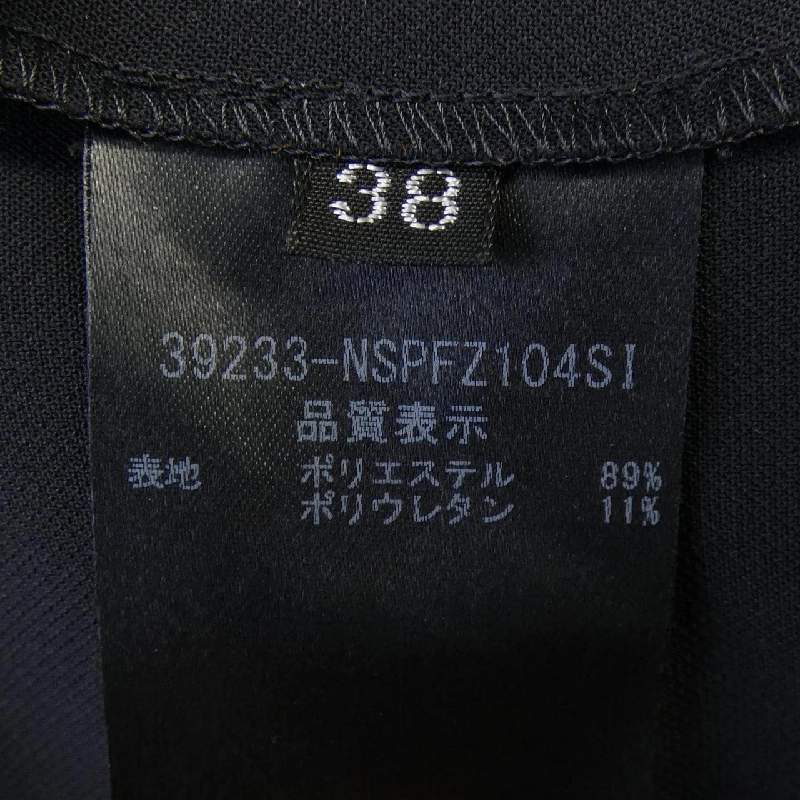 38
39233-NSPFZ104SI
品質表示
表地 ポリエステル 89%
ポリウレタン 11%